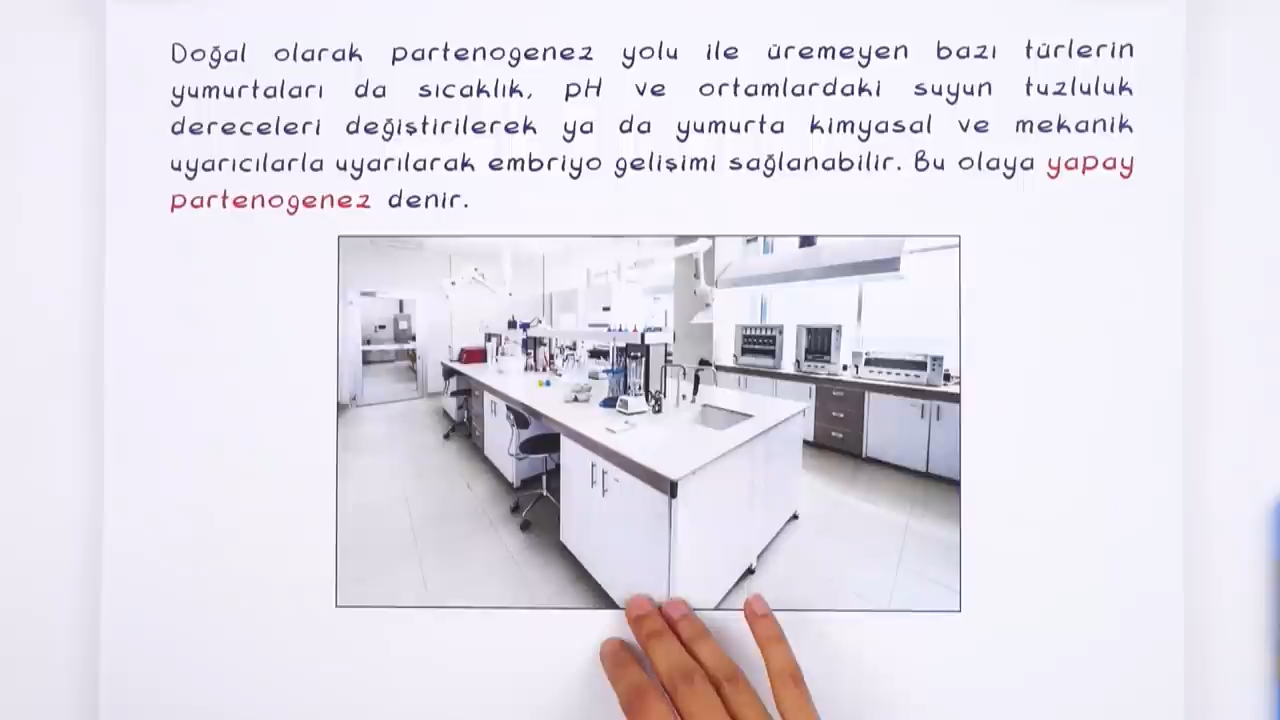 Doğal olarak partenogenez yolu ile üremeyen bazı türlerin
yumurtaları da sıcaklık, pH ve ortamlardaki suyun tuzluluk
dereceleri değiştirilerek ya da yumurta kimyasal ve mekanik
uyarıcılarla uyarılarak embriyo gelişimi sağlanabilir. Bu olaya yapay
partenogenez denir.